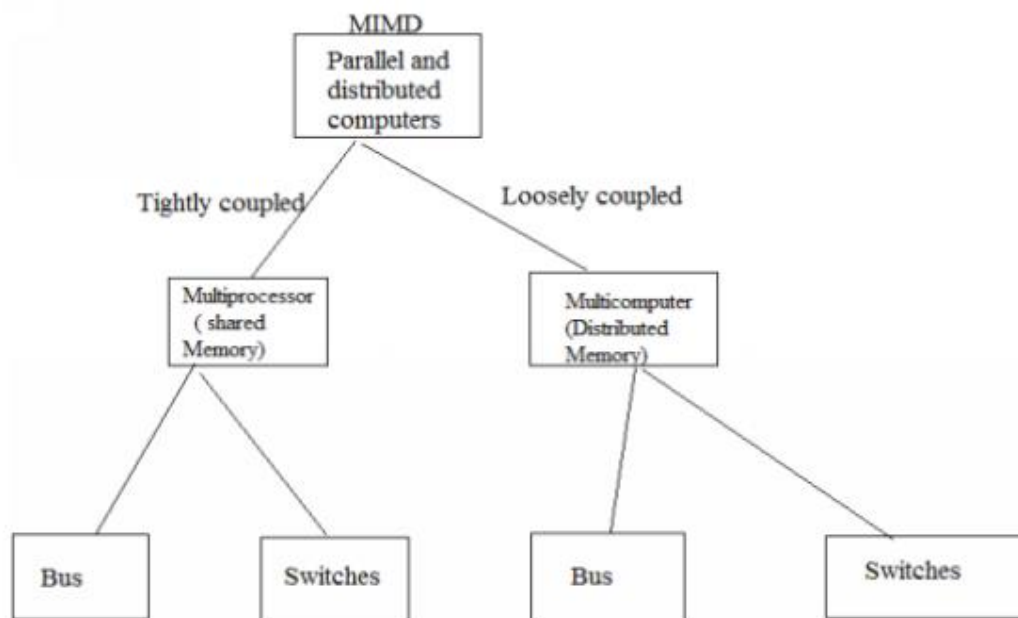 MIMD
Parallel and
distributed
computers
Tightly coupled
Loosely coupled
Multiprocessor
( shared
Memory)
Multicomputer
(Distributed
Memory)
Bus
Switches
Bus
Switches